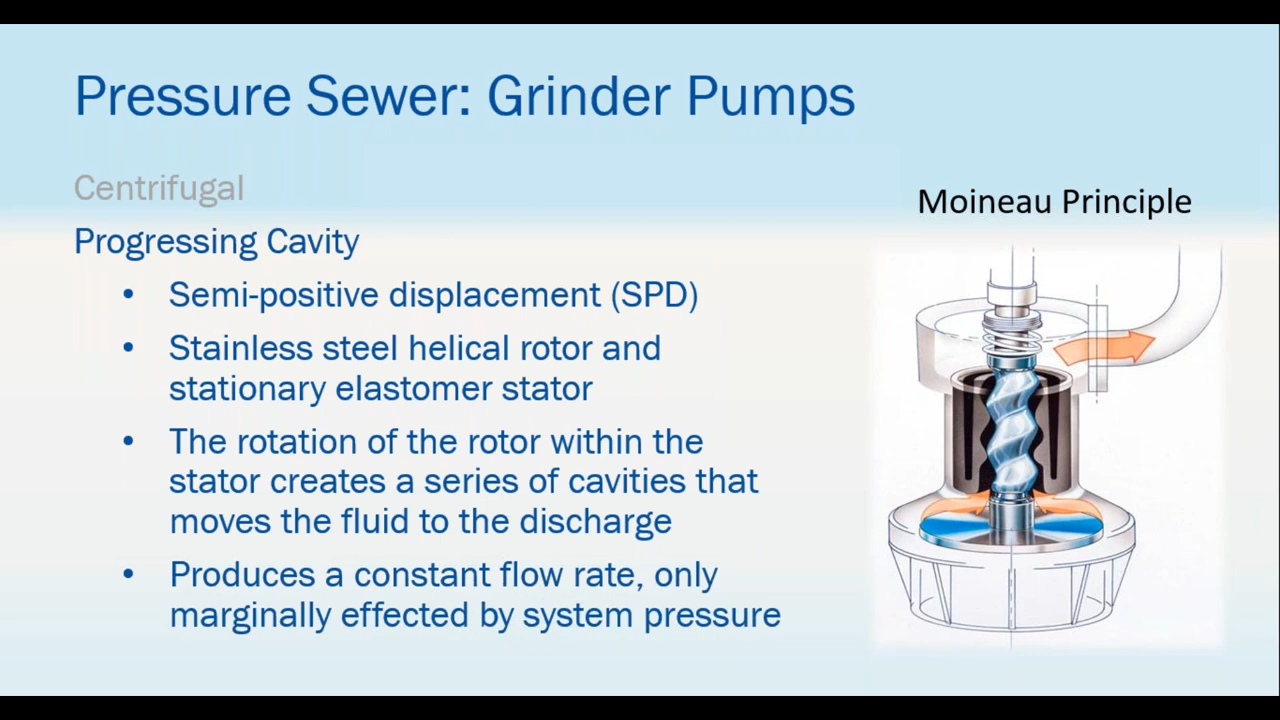 Pressure Sewer: Grinder Pumps
Centrifugal
Moineau Principle
Progressing Cavity
• Semi-positive displacement (SPD)
• Stainless steel helical rotor and
stationary elastomer stator
• The rotation of the rotor within the
stator creates a series of cavities that
moves the fluid to the discharge
• Produces a constant flow rate, only
marginally effected by system pressure